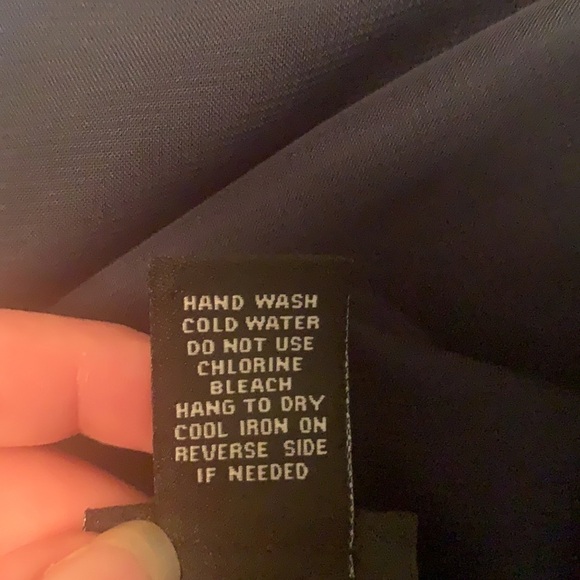 HAND WASH
COLD WATER
DO NOT USE
CHLORINE
BLEACH
HANG TO DRY
COOL IRON ON
REVERSE SIDE
IF NEEDED